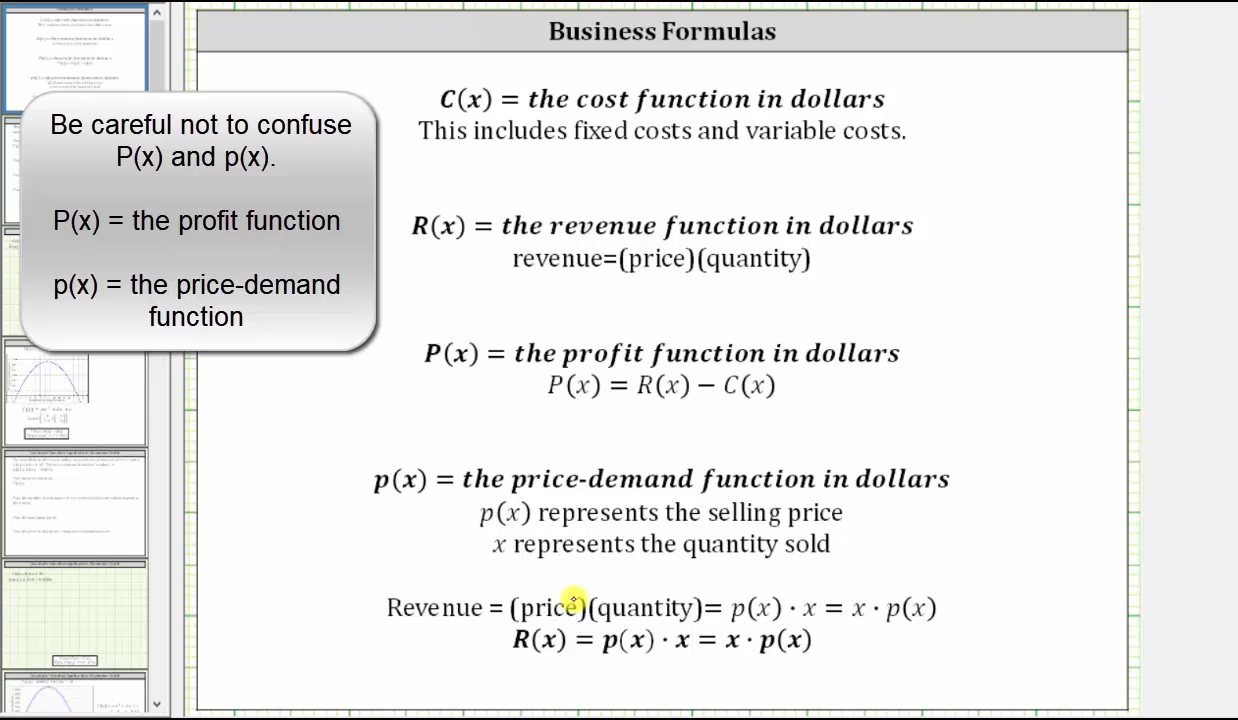 Business Formulas
C(x) = the cost function in dollars
This includes fixed costs and variable costs.
R(x) = the revenue function in dollars
revenue=(price)(quantity)
P(x) = the profit function in dollars
P(x) = R(x) − C(x)
p(x) = the price-demand function in dollars
p(x) represents the selling price
x represents the quantity sold
Revenue = (price)(quantity)= p(x) · x = x · p(x)
R(x) = p(x) · x = x · p(x)
Be careful not to confuse
P(x) and p(x).
P(x) = the profit function
p(x) = the price-demand
function